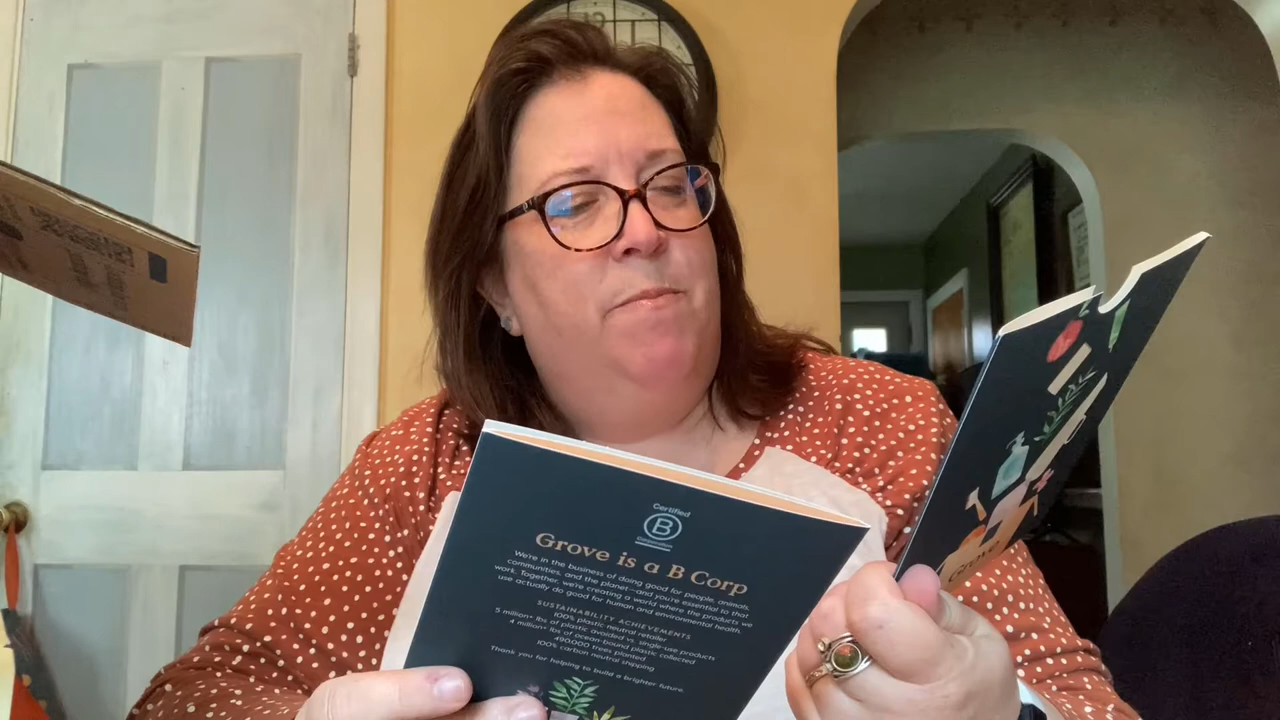 Certified
B
Corporation
Grove is a B Corp
We're in the business of doing good for people, animals,
communities, and the planet—and you're essential to that
work. Together, we're creating a world where the products we
use actually do good for human and environmental health.
SUSTAINABILITY ACHIEVEMENTS
100% plastic neutral retailer
5 million+ lbs of plastic avoided vs. single-use products
4 million+ lbs of ocean-bound plastic collected
490,000 trees planted
100% carbon neutral shipping
Thank you for helping to build a brighter future.
Grove